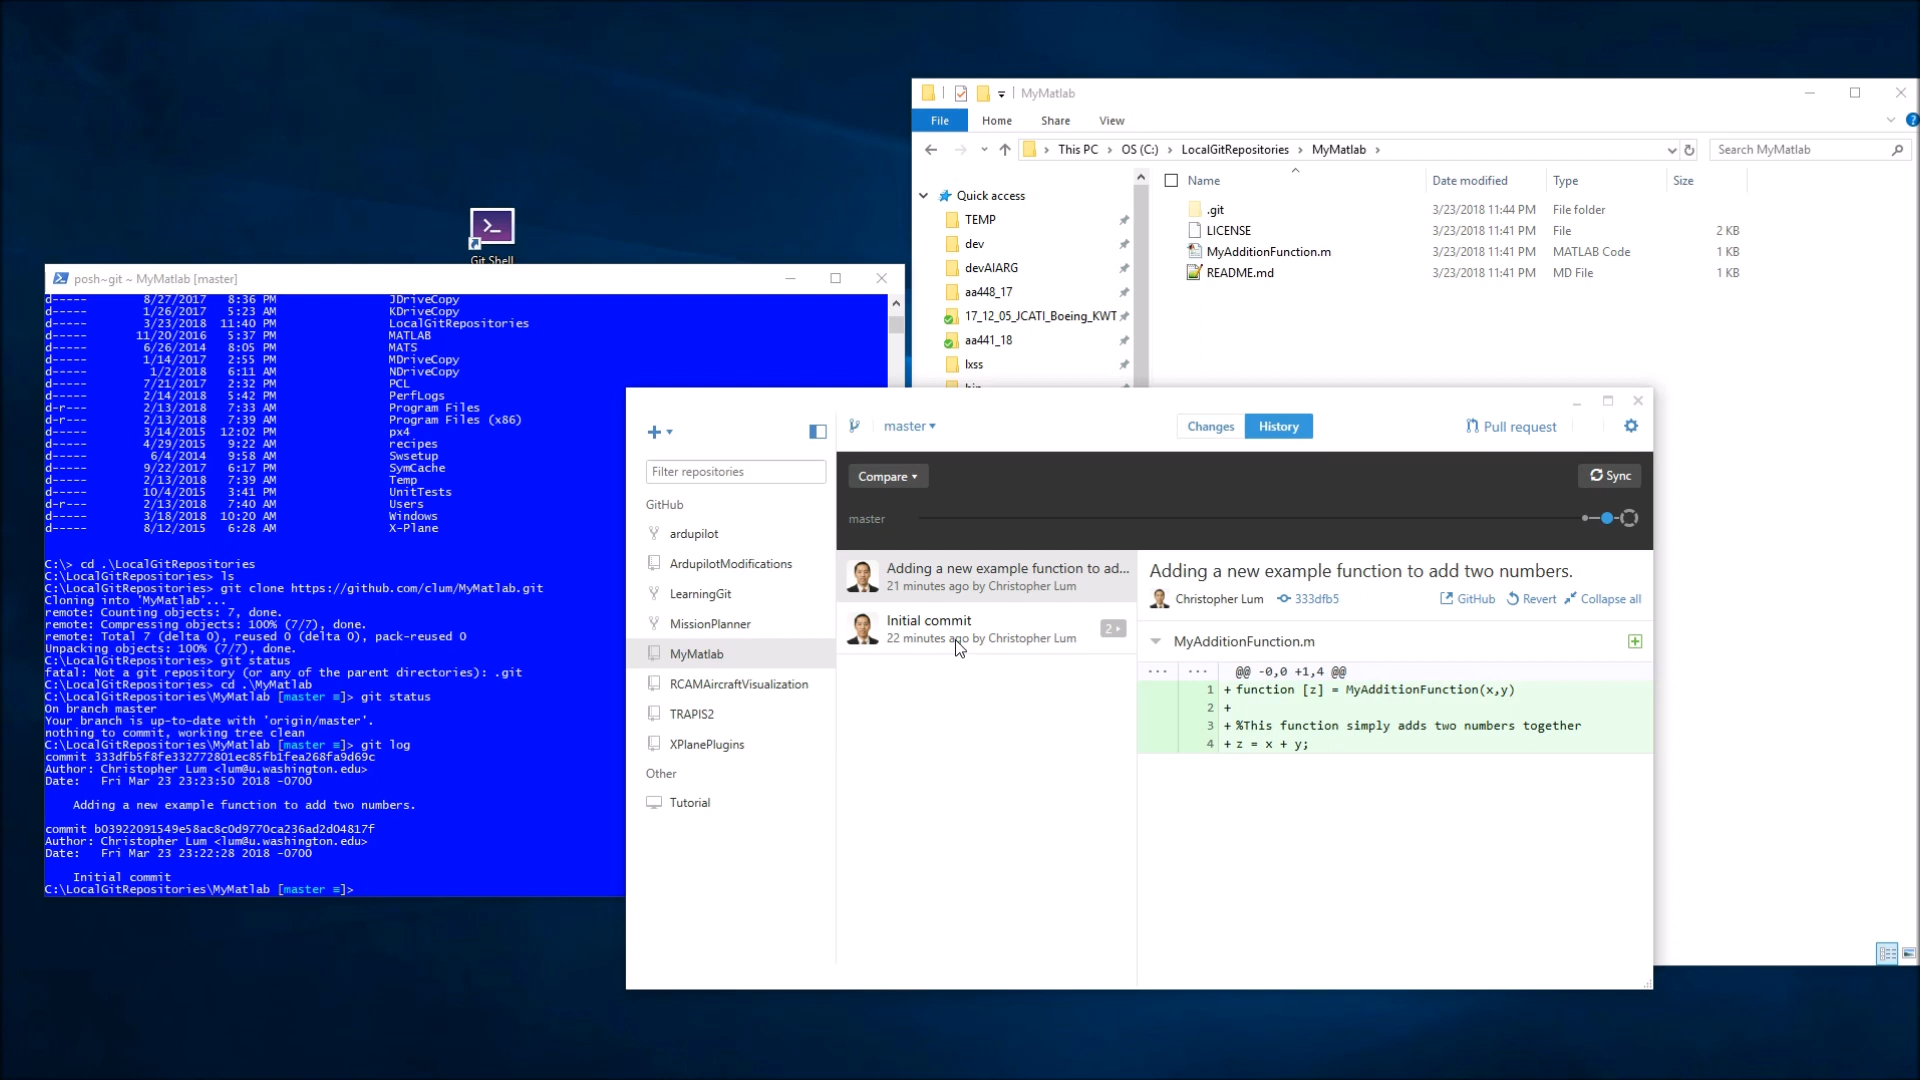 Git Shell
posh~git ~ MyMatlab [master]
d----- 8/27/2017 8:36 PM JDriveCopy
d----- 1/26/2017 5:23 AM KDriveCopy
d----- 3/23/2018 11:40 PM LocalGitRepositories
d----- 11/20/2016 5:37 PM MATLAB
d----- 6/26/2014 8:05 PM MATS
d----- 1/14/2017 2:55 PM MDriveCopy
d----- 1/2/2018 6:11 AM NDriveCopy
d----- 7/21/2017 2:32 PM PCL
d----- 2/14/2018 5:42 PM PerfLogs
d-r--- 2/13/2018 7:33 AM Program Files
d-r--- 2/13/2018 7:39 AM Program Files (x86)
d----- 3/14/2015 12:02 PM px4
d----- 4/29/2015 9:22 AM recipes
d----- 6/4/2014 9:58 AM Swsetup
d----- 9/22/2017 6:17 PM SymCache
d----- 2/13/2018 7:39 AM Temp
d----- 10/4/2015 3:41 PM UnitTests
d-r--- 2/13/2018 7:40 AM Users
d----- 3/18/2018 10:20 AM Windows
d----- 8/12/2015 6:28 AM X-Plane
C:\> cd .\LocalGitRepositories
C:\LocalGitRepositories> ls
C:\LocalGitRepositories> git clone https://github.com/clum/MyMatlab.git
Cloning into 'MyMatlab'...
remote: Counting objects: 7, done.
remote: Compressing objects: 100% (7/7), done.
remote: Total 7 (delta 0), reused 0 (delta 0), pack-reused 0
Unpacking objects: 100% (7/7), done.
C:\LocalGitRepositories> git status
fatal: Not a git repository (or any of the parent directories): .git
C:\LocalGitRepositories> cd .\MyMatlab
C:\LocalGitRepositories\MyMatlab [master ≡]> git status
On branch master
Your branch is up-to-date with 'origin/master'.
nothing to commit, working tree clean
C:\LocalGitRepositories\MyMatlab [master ≡]> git log
commit 333dfb5f8fe332772801ec85fb1fea268fa9d69c
Author: Christopher Lum <lum@u.washington.edu>
Date: Fri Mar 23 23:23:50 2018 -0700
Adding a new example function to add two numbers.
commit b03922091549e58ac8c0d9770ca236ad2d04817f
Author: Christopher Lum <lum@u.washington.edu>
Date: Fri Mar 23 23:22:28 2018 -0700
Initial commit
C:\LocalGitRepositories\MyMatlab [master ≡]>
MyMatlab
File Home Share View
This PC > OS (C:) > LocalGitRepositories > MyMatlab >
Search MyMatlab
Name Date modified Type Size
.git 3/23/2018 11:44 PM File folder
LICENSE 3/23/2018 11:41 PM File 2 KB
MyAdditionFunction.m 3/23/2018 11:41 PM MATLAB Code 1 KB
README.md 3/23/2018 11:41 PM MD File 1 KB
Quick access
TEMP
dev
devAIARG
aa448_17
17_12_05_JCATI_Boeing_KWT
aa441_18
lxss
master
Changes History
Pull request
Filter repositories
GitHub
ardupilot
ArdupilotModifications
LearningGit
MissionPlanner
MyMatlab
RCAMAircraftVisualization
TRAPIS2
XPlanePlugins
Other
Tutorial
Compare
Sync
master
Adding a new example function to ad...
21 minutes ago by Christopher Lum
Initial commit
22 minutes ago by Christopher Lum
2
Adding a new example function to add two numbers.
Christopher Lum 333dfb5 GitHub Revert Collapse all
MyAdditionFunction.m
... ... @@ -0,0 +1,4 @@
1 + function [z] = MyAdditionFunction(x,y)
2 +
3 + %This function simply adds two numbers together
4 + z = x + y;